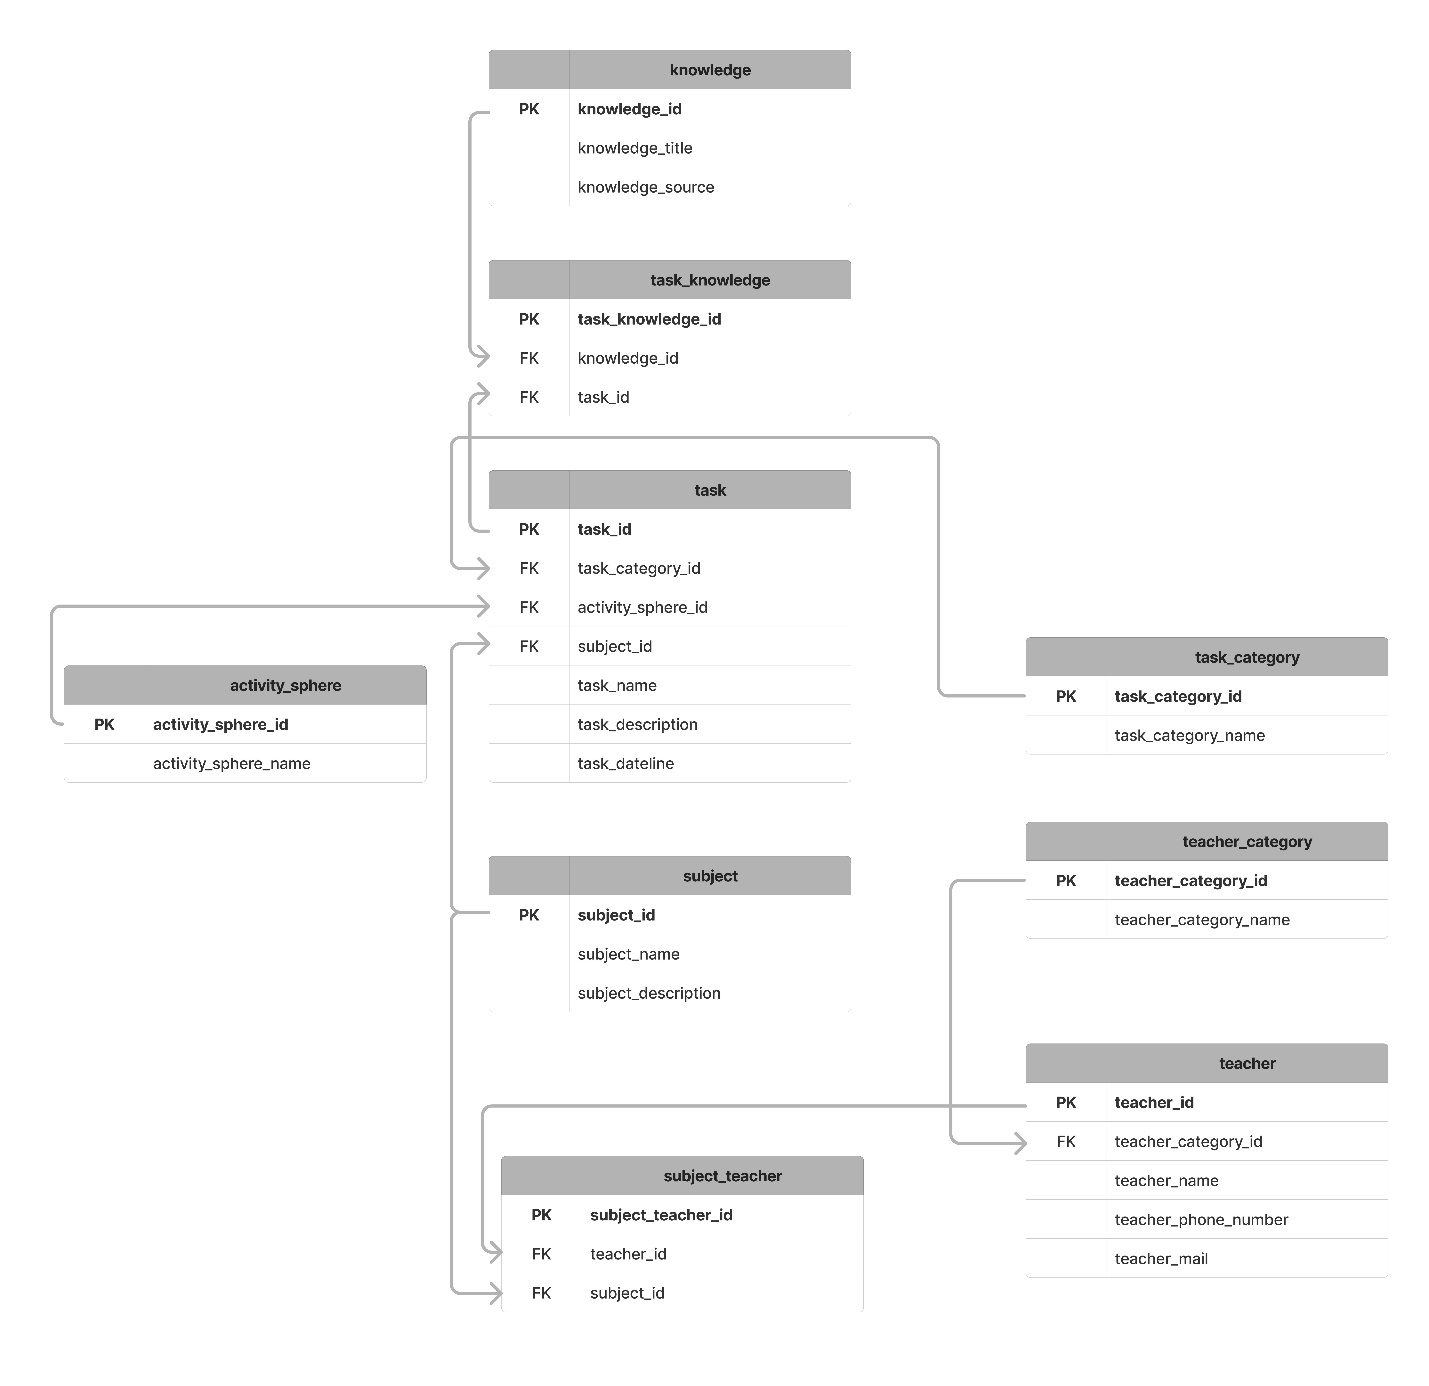 knowledge
PK knowledge_id
knowledge_title
knowledge_source
task_knowledge
PK task_knowledge_id
FK knowledge_id
FK task_id
task
PK task_id
FK task_category_id
FK activity_sphere_id
FK subject_id
task_name
task_description
task_dateline
activity_sphere
PK activity_sphere_id
activity_sphere_name
task_category
PK task_category_id
task_category_name
teacher_category
PK teacher_category_id
teacher_category_name
subject
PK subject_id
subject_name
subject_description
teacher
PK teacher_id
FK teacher_category_id
teacher_name
teacher_phone_number
teacher_mail
subject_teacher
PK subject_teacher_id
FK teacher_id
FK subject_id